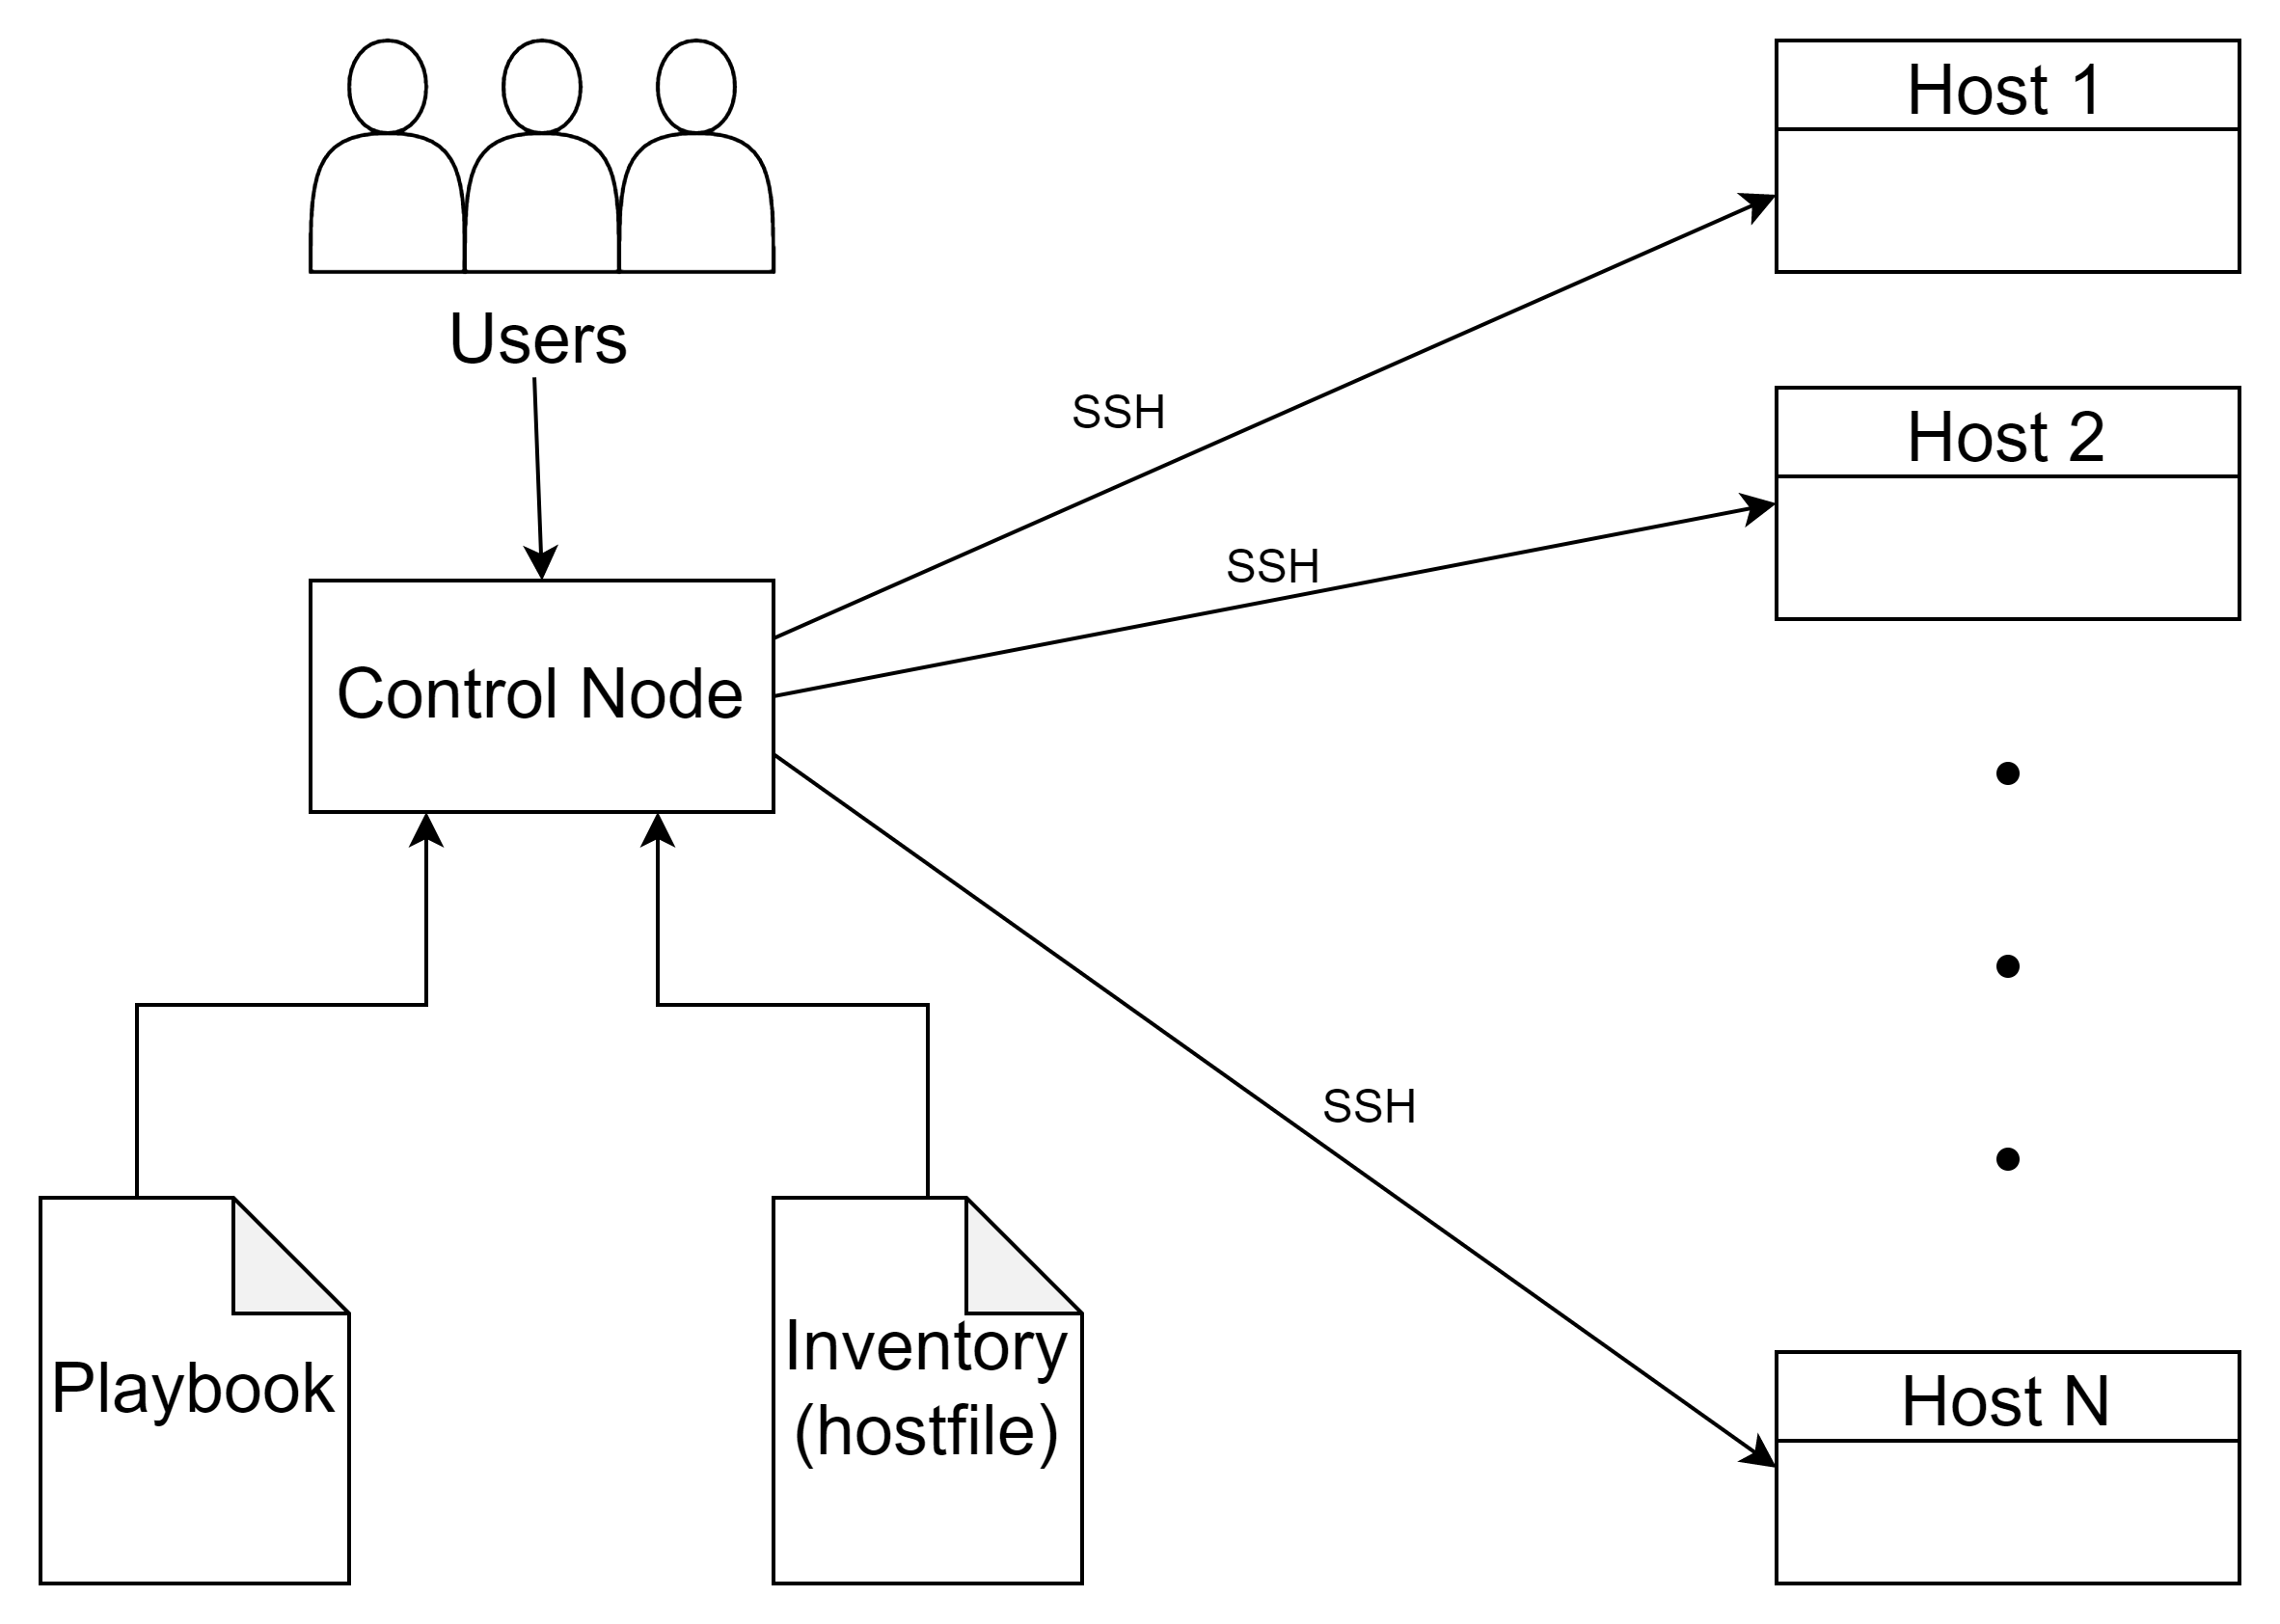 Users
Host 1
SSH
Host 2
SSH
Control Node
SSH
Playbook
Inventory
(hostfile)
Host N